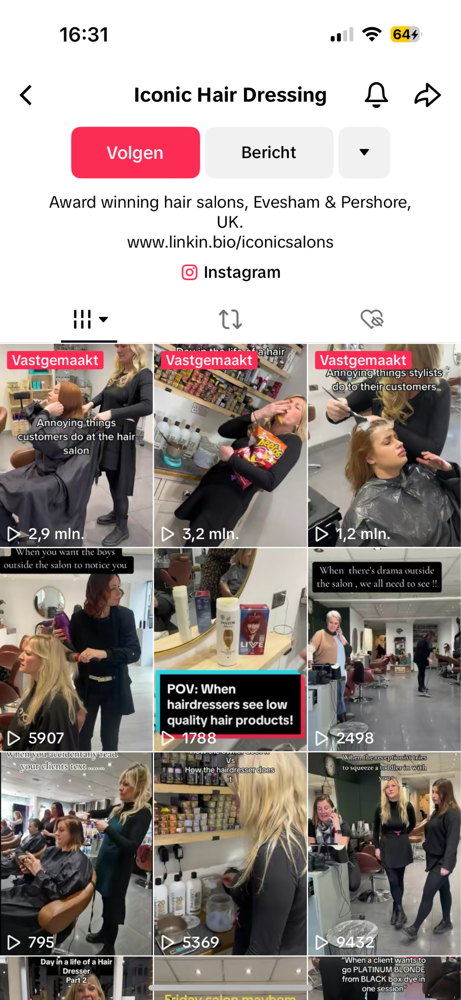 16:31
64
Iconic Hair Dressing
Volgen
Bericht
Award winning hair salons, Evesham & Pershore,
UK.
www.linkin.bio/iconicsalons
Instagram
Vastgemaakt
Annoying things
customers do at the hair
salon
2,9 mln.
Vastgemaakt
Day in the life of a hair
Cheetos
3,2 mln.
Vastgemaakt
Annoying things stylists
do to their customers
1,2 mln.
When you want the boys
outside the salon to notice you
5907
PANTENE
LIVE
POV: When
hairdressers see low
quality hair products!
1788
When there's drama outside
the salon , we all need to see !!
2498
When you accidentally read
your clients text .......
795
How the owner does it
Vs
How the hairdresser does
it
20
30
40
5369
When the receptionist tries
to squeeze a toddler in with
you
9432
Day in a life of a Hair
Dresser
Part 2
Friday salon mayhem
"When a client wants to
go PLATINUM BLONDE
from BLACK box dye in
one session"